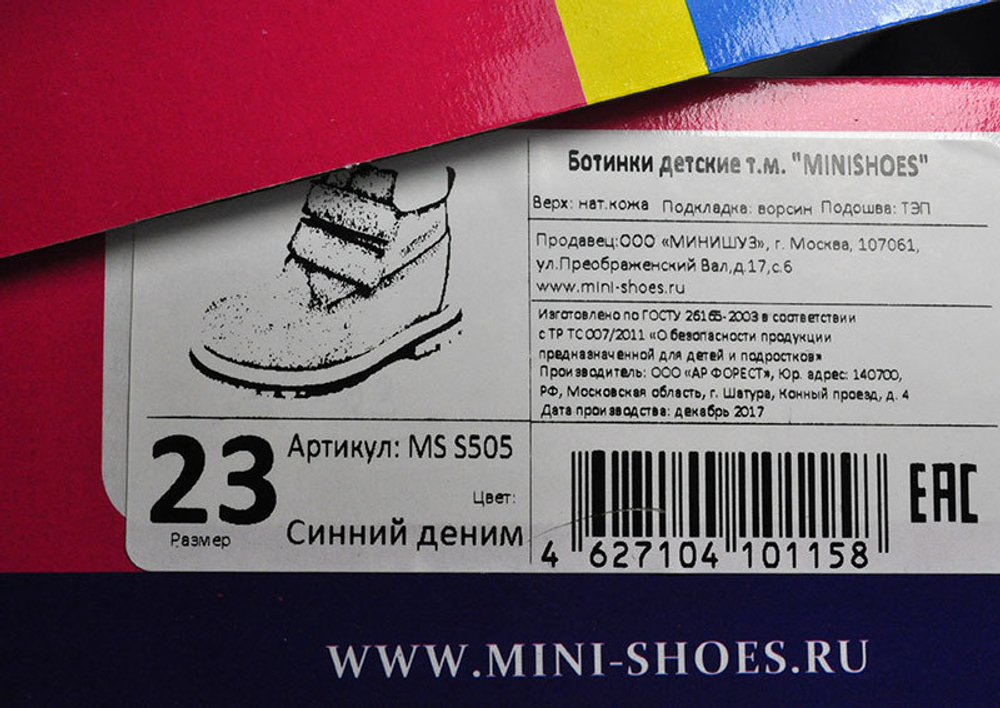 Ботинки детские т.м. "MINISHOES"
Верх: нат.кожа Подкладка: ворсин Подошва: ТЭП
Продавец:ООО «МИНИШУЗ», г. Москва, 107061,
ул.Преображенский Вал,д.17,с.6
www.mini-shoes.ru
Изготовлено по ГОСТУ 26165-2003 в соответствии
с ТР ТС 007/2011 «О безопасности продукции
предназначенной для детей и подростков»
Производитель: ООО «АР ФОРЕСТ», Юр. адрес: 140700,
РФ, Московская область, г. Шатура, Конный проезд, д. 4
Дата производства: декабрь 2017
23
Размер
Артикул: MS S505
Цвет:
Синний деним
4 627104 101158
EAC
WWW.MINI-SHOES.RU